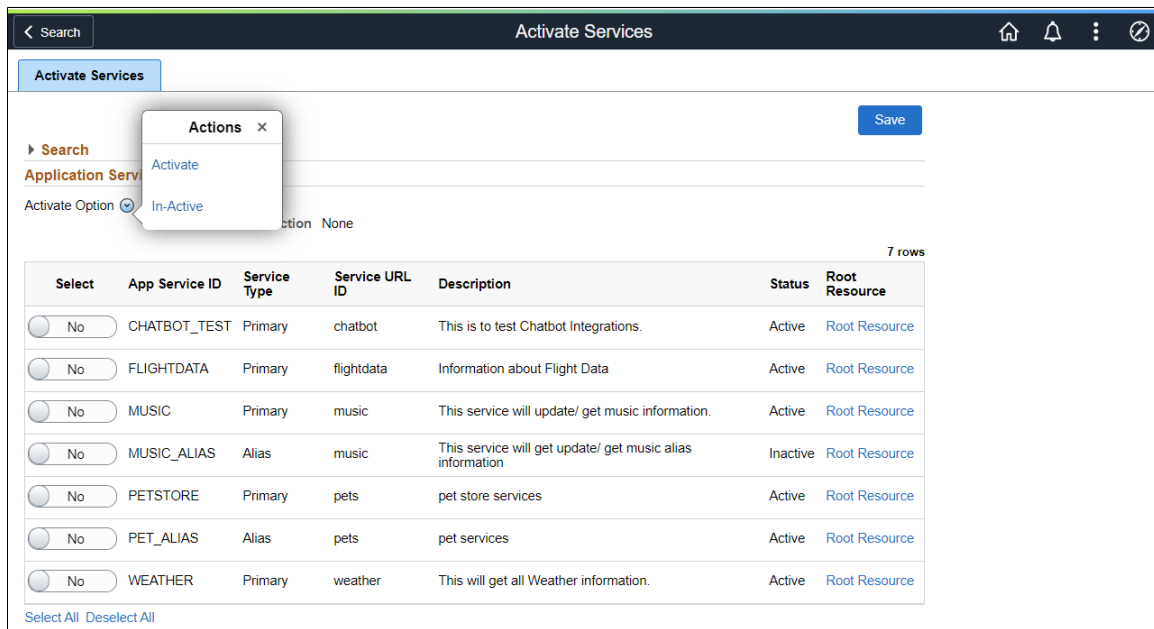 Search
Activate Services
Activate Services
Actions ×
Activate
In-Active
Save
Search
Application Servi
Activate Option
ction None
7 rows
Select App Service ID Service Type Service URL ID Description Status Root Resource
No CHATBOT_TEST Primary chatbot This is to test Chatbot Integrations. Active Root Resource
No FLIGHTDATA Primary flightdata Information about Flight Data Active Root Resource
No MUSIC Primary music This service will update/ get music information. Active Root Resource
No MUSIC_ALIAS Alias music This service will get update/ get music alias information Inactive Root Resource
No PETSTORE Primary pets pet store services Active Root Resource
No PET_ALIAS Alias pets pet services Active Root Resource
No WEATHER Primary weather This will get all Weather information. Active Root Resource
Select All Deselect All